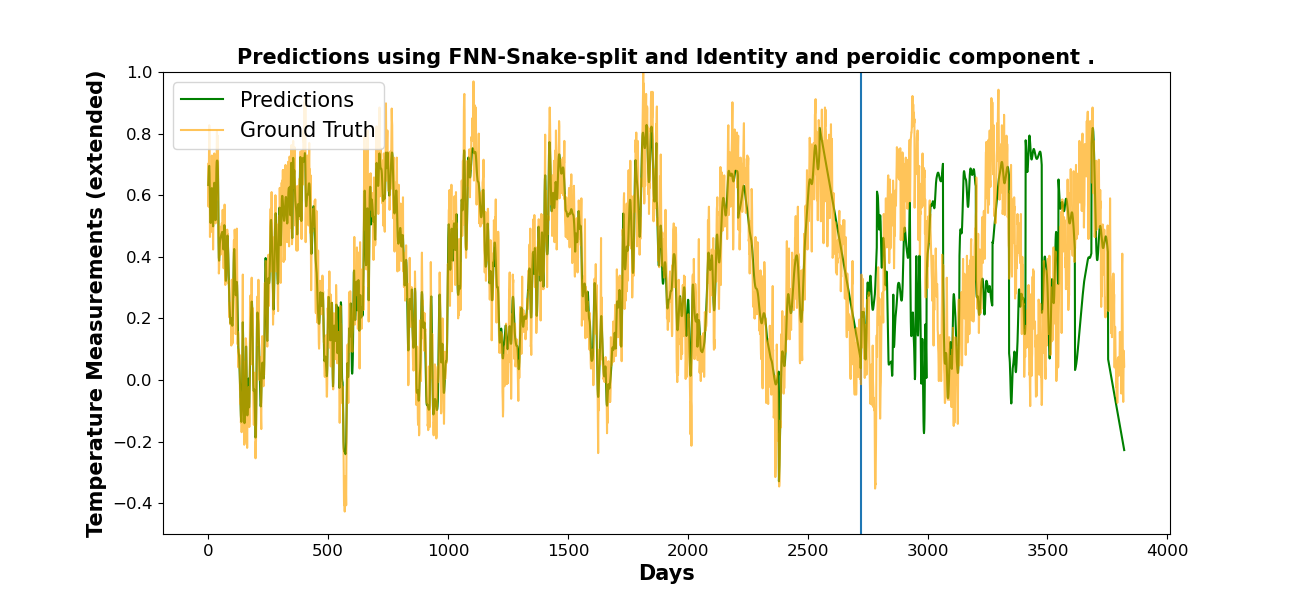 Predictions using FNN-Snake-split and Identity and peroidic component .
Temperature Measurements (extended)
1.0
0.8
0.6
0.4
0.2
0.0
−0.2
−0.4
Predictions
Ground Truth
0 500 1000 1500 2000 2500 3000 3500 4000
Days